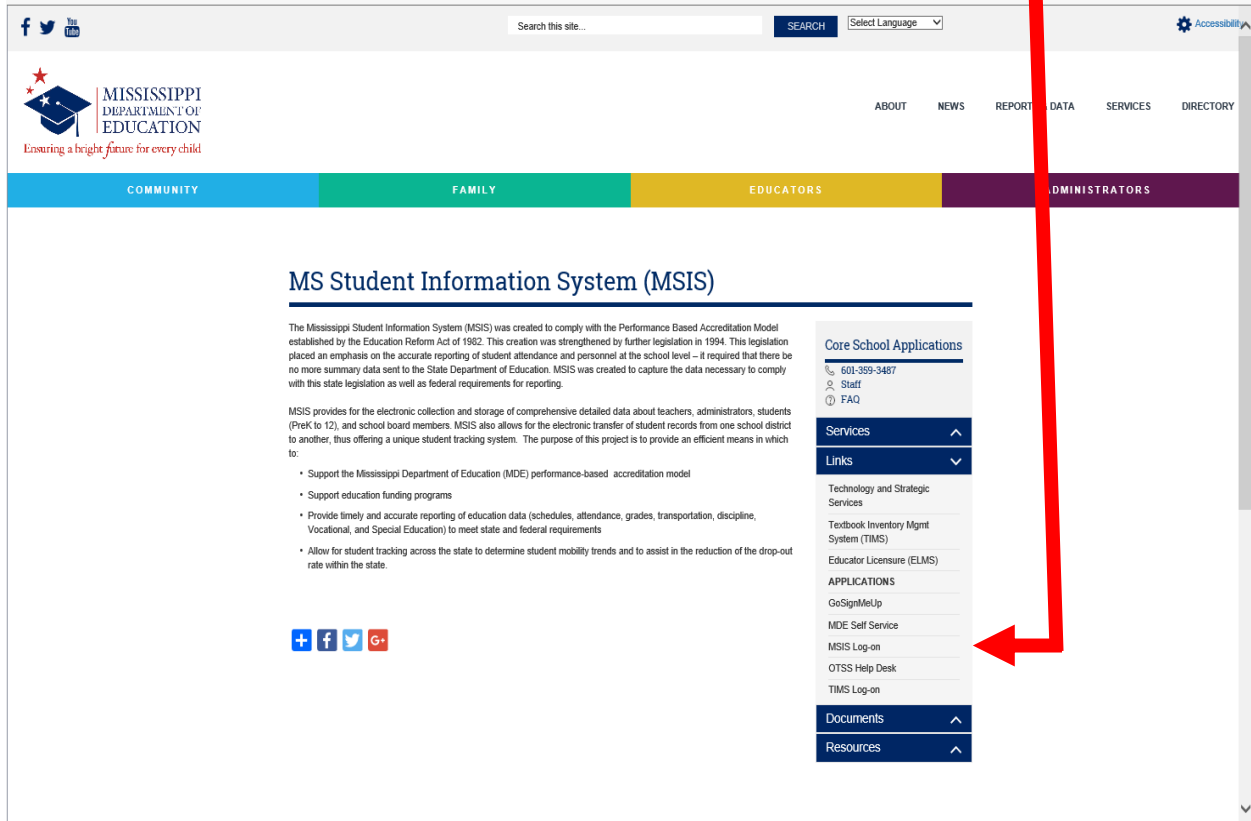 You
Tube
Search this site...
SEARCH
Select Language
Accessibility
MISSISSIPPI
DEPARTMENT OF
EDUCATION
Ensuring a bright future for every child
ABOUT NEWS REPORTS & DATA SERVICES DIRECTORY
COMMUNITY FAMILY EDUCATORS ADMINISTRATORS
MS Student Information System (MSIS)
The Mississippi Student Information System (MSIS) was created to comply with the Performance Based Accreditation Model
established by the Education Reform Act of 1982. This creation was strengthened by further legislation in 1994. This legislation
placed an emphasis on the accurate reporting of student attendance and personnel at the school level – it required that there be
no more summary data sent to the State Department of Education. MSIS was created to capture the data necessary to comply
with this state legislation as well as federal requirements for reporting.
MSIS provides for the electronic collection and storage of comprehensive detailed data about teachers, administrators, students
(PreK to 12), and school board members. MSIS also allows for the electronic transfer of student records from one school district
to another, thus offering a unique student tracking system. The purpose of this project is to provide an efficient means in which
to:
• Support the Mississippi Department of Education (MDE) performance-based accreditation model
• Support education funding programs
• Provide timely and accurate reporting of education data (schedules, attendance, grades, transportation, discipline,
Vocational, and Special Education) to meet state and federal requirements
• Allow for student tracking across the state to determine student mobility trends and to assist in the reduction of the drop-out
rate within the state.
Core School Applications
601-359-3487
Staff
FAQ
Services
Links
Technology and Strategic
Services
Textbook Inventory Mgmt
System (TIMS)
Educator Licensure (ELMS)
APPLICATIONS
GoSignMeUp
MDE Self Service
MSIS Log-on
OTSS Help Desk
TIMS Log-on
Documents
Resources